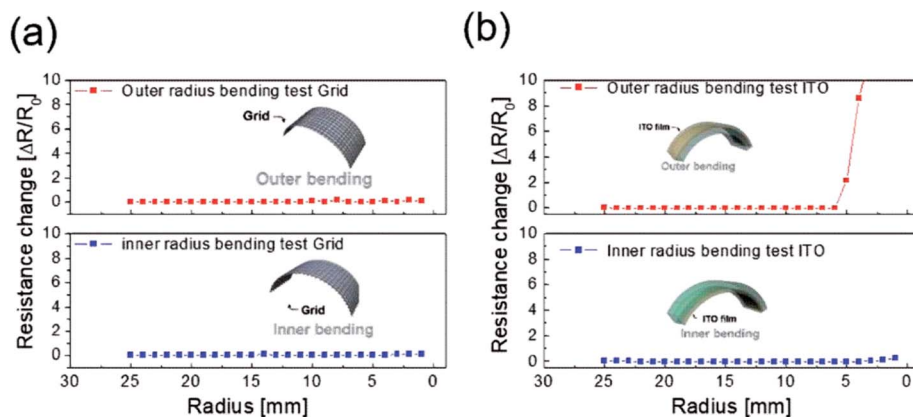 (a)
(b)
Resistance change [ΔR/R₀]
10
8
6
4
2
0
Outer radius bending test Grid
Grid
Outer bending
10
8
6
4
2
0
inner radius bending test Grid
Grid
Inner bending
30 25 20 15 10 5 0
Radius [mm]
Resistance change [ΔR/R₀]
10
8
6
4
2
0
Outer radius bending test ITO
ITO film
Outer bending
10
8
6
4
2
0
Inner radius bending test ITO
ITO film
Inner bending
30 25 20 15 10 5 0
Radius [mm]